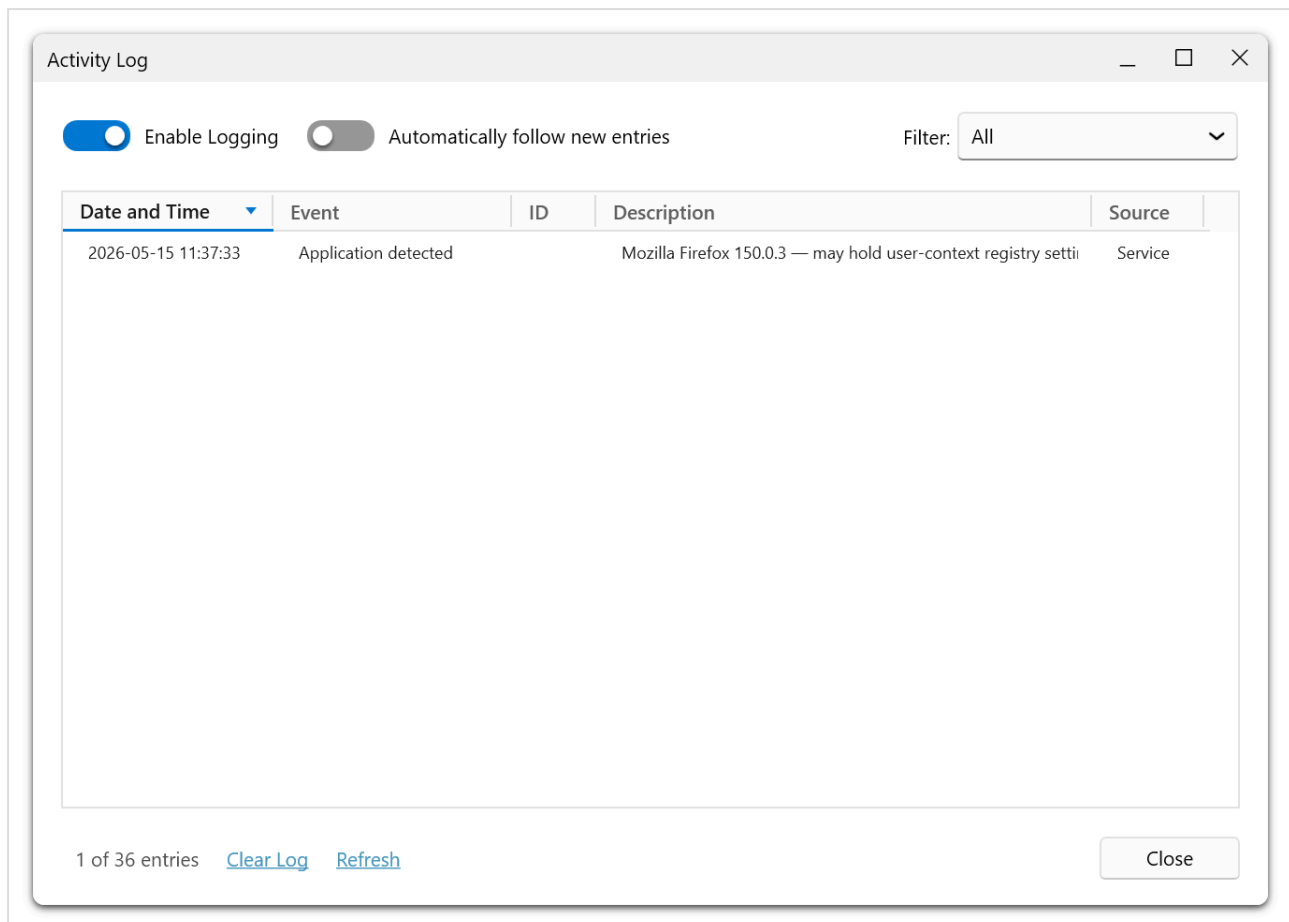 Activity Log
Enable Logging Automatically follow new entries Filter: All
Date and Time Event ID Description Source
2026-05-15 11:37:33 Application detected Mozilla Firefox 150.0.3 — may hold user-context registry Service
1 of 36 entries Clear Log Refresh Close